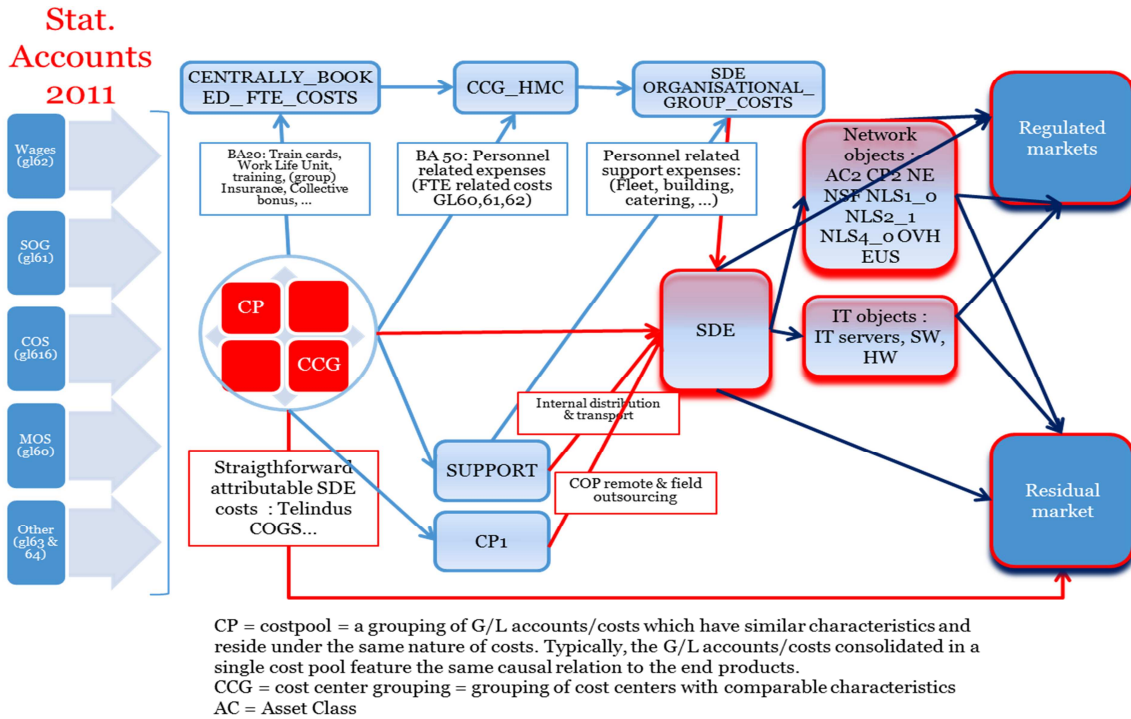 Stat.
Accounts
2011
Wages
(gl62)
SOG
(gl61)
COS
(gl616)
MOS
(gl60)
Other
(gl63 &
64)
CENTRALLY_BOOK
ED_FTE_COSTS
CCG_HMC
SDE
ORGANISATIONAL_
GROUP_COSTS
BA20: Train cards,
Work Life Unit,
training, (group)
Insurance, Collective
bonus, ...
BA 50: Personnel
related expenses
(FTE related costs
GL60,61,62)
Personnel related
support expenses:
(Fleet, building,
catering, ...)
Network
objects :
AC2 CP2 NE
NSF NLS1_0
NLS2_1
NLS4_0 OVH
EUS
Regulated
markets
CP
CCG
SDE
IT objects :
IT servers, SW,
HW
Internal distribution
& transport
SUPPORT
COP remote & field
outsourcing
CP1
Straigthforward
attributable SDE
costs : Telindus
COGS...
Residual
market
CP = costpool = a grouping of G/L accounts/costs which have similar characteristics and
reside under the same nature of costs. Typically, the G/L accounts/costs consolidated in a
single cost pool feature the same causal relation to the end products.
CCG = cost center grouping = grouping of cost centers with comparable characteristics
AC = Asset Class